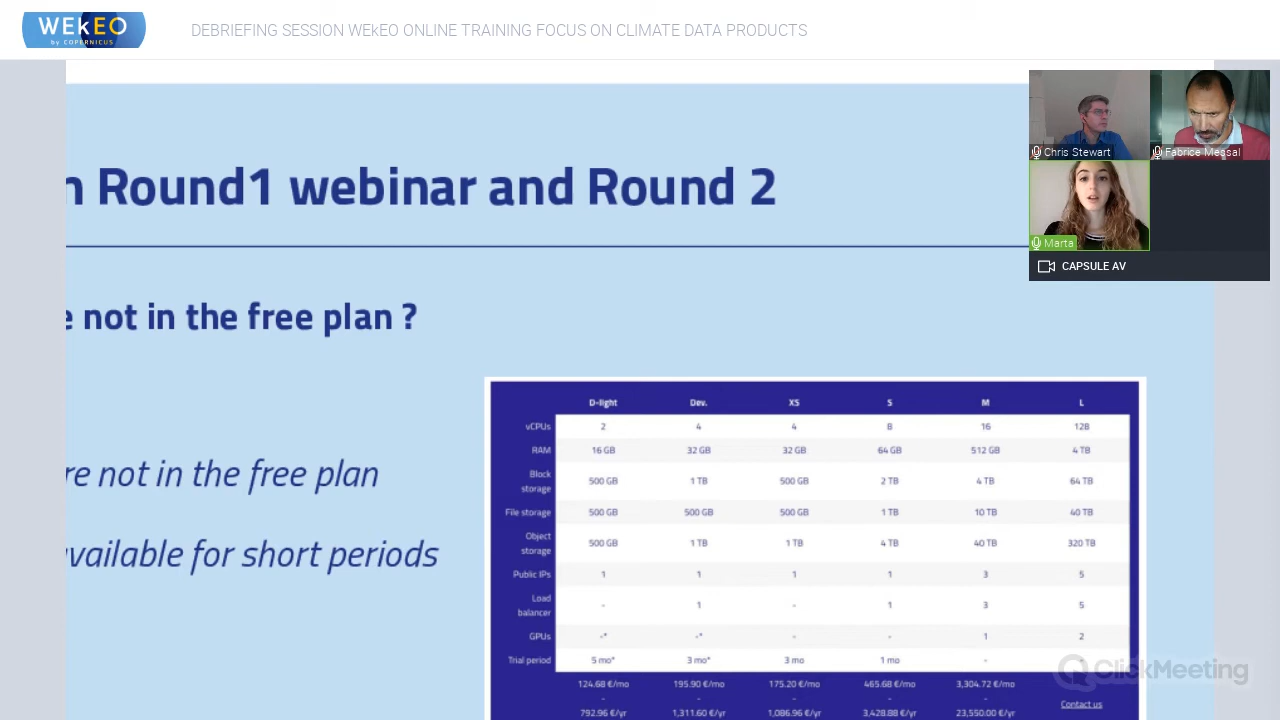 WEkEO
by COPERNICUS
DEBRIEFING SESSION WEkEO ONLINE TRAINING FOCUS ON CLIMATE DATA PRODUCTS
Chris Stewart
Fabrice Messal
Marta
CAPSULE AV
n Round1 webinar and Round 2
e not in the free plan ?
re not in the free plan
vailable for short periods
D-light Dev. XS S M L
vCPUs 2 4 4 8 16 128
RAM 16 GB 32 GB 32 GB 64 GB 512 GB 4 TB
Block
storage 500 GB 1 TB 500 GB 2 TB 4 TB 64 TB
File storage 500 GB 500 GB 500 GB 1 TB 10 TB 40 TB
Object
storage 500 GB 1 TB 1 TB 4 TB 40 TB 320 TB
Public IPs 1 1 1 1 3 5
Load
balancer - 1 - 1 3 5
GPUs -* -* - - 1 2
Trial period 5 mo* 3 mo* 3 mo 1 mo -
124.68 €/mo 195.90 €/mo 175.20 €/mo 465.68 €/mo 3,304.72 €/mo
- - - - - Contact us
792.96 €/yr 1,311.60 €/yr 1,086.96 €/yr 3,428.88 €/yr 23,550.00 €/yr
ClickMeeting